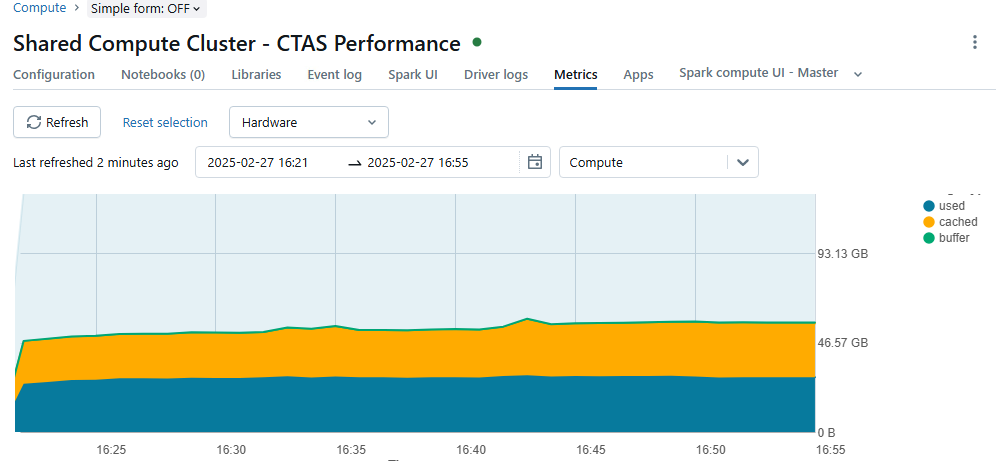 Compute > Simple form: OFF
Shared Compute Cluster - CTAS Performance
Configuration Notebooks (0) Libraries Event log Spark UI Driver logs Metrics Apps Spark compute UI - Master
Refresh Reset selection Hardware
Last refreshed 2 minutes ago 2025-02-27 16:21 → 2025-02-27 16:55 Compute
used
cached
buffer
93.13 GB
46.57 GB
0 B
16:25 16:30 16:35 16:40 16:45 16:50 16:55